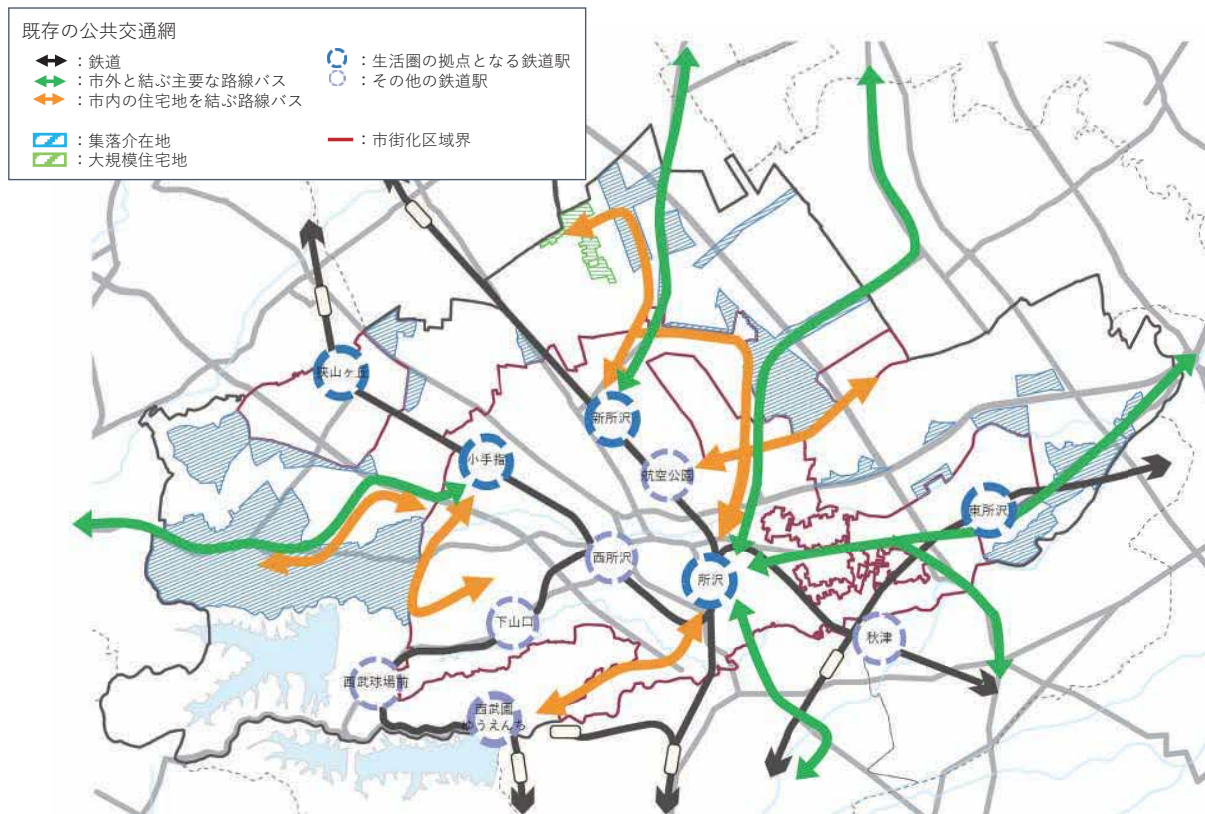 既存の公共交通網
：鉄道
：市外と結ぶ主要な路線バス
：市内の住宅地を結ぶ路線バス
：集落介在地
：大規模住宅地
：生活圏の拠点となる鉄道駅
：その他の鉄道駅
：市街化区域界
狭山ヶ丘
新所沢
小手指
航空公園
東所沢
西所沢
所沢
下山口
秋津
西武球場前
西武園
ゆうえんち